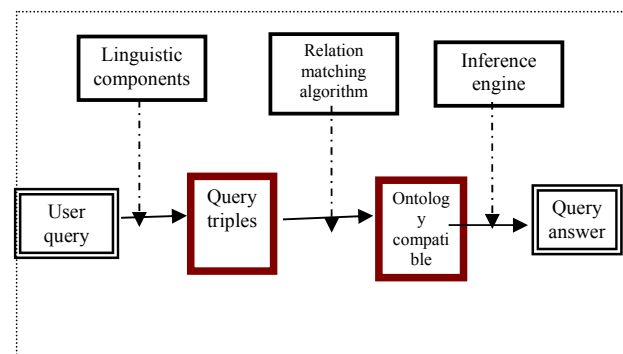 Linguistic
components
Relation
matching
algorithm
Inference
engine
User
query
Query
triples
Ontolog
y
compati
ble
Query
answer